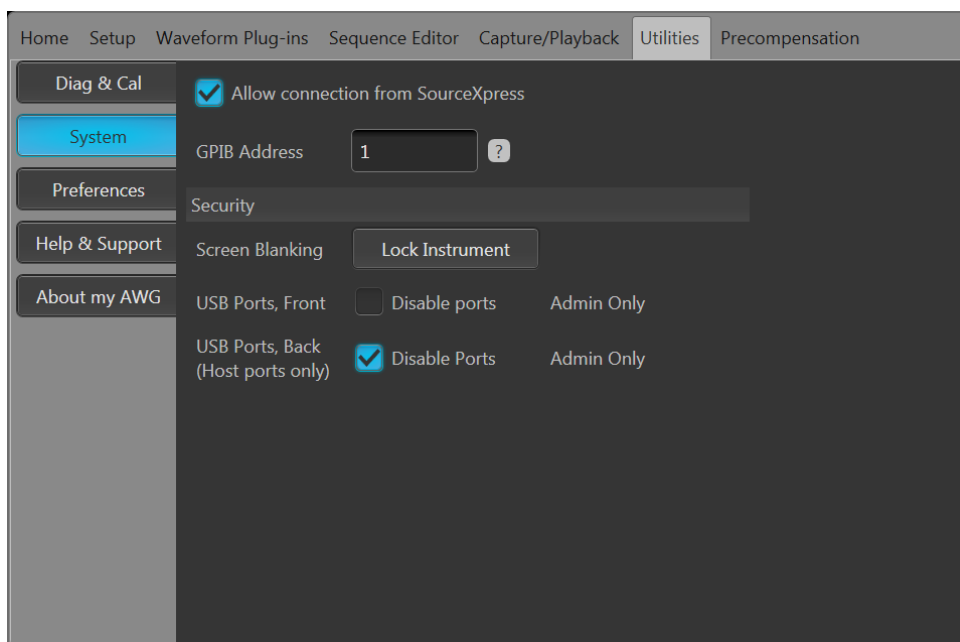 Home Setup Waveform Plug-ins Sequence Editor Capture/Playback Utilities Precompensation
Diag & Cal
System
Preferences
Help & Support
About my AWG
Allow connection from SourceXpress
GPIB Address 1 ?
Security
Screen Blanking Lock Instrument
USB Ports, Front Disable ports Admin Only
USB Ports, Back
(Host ports only) Disable Ports Admin Only